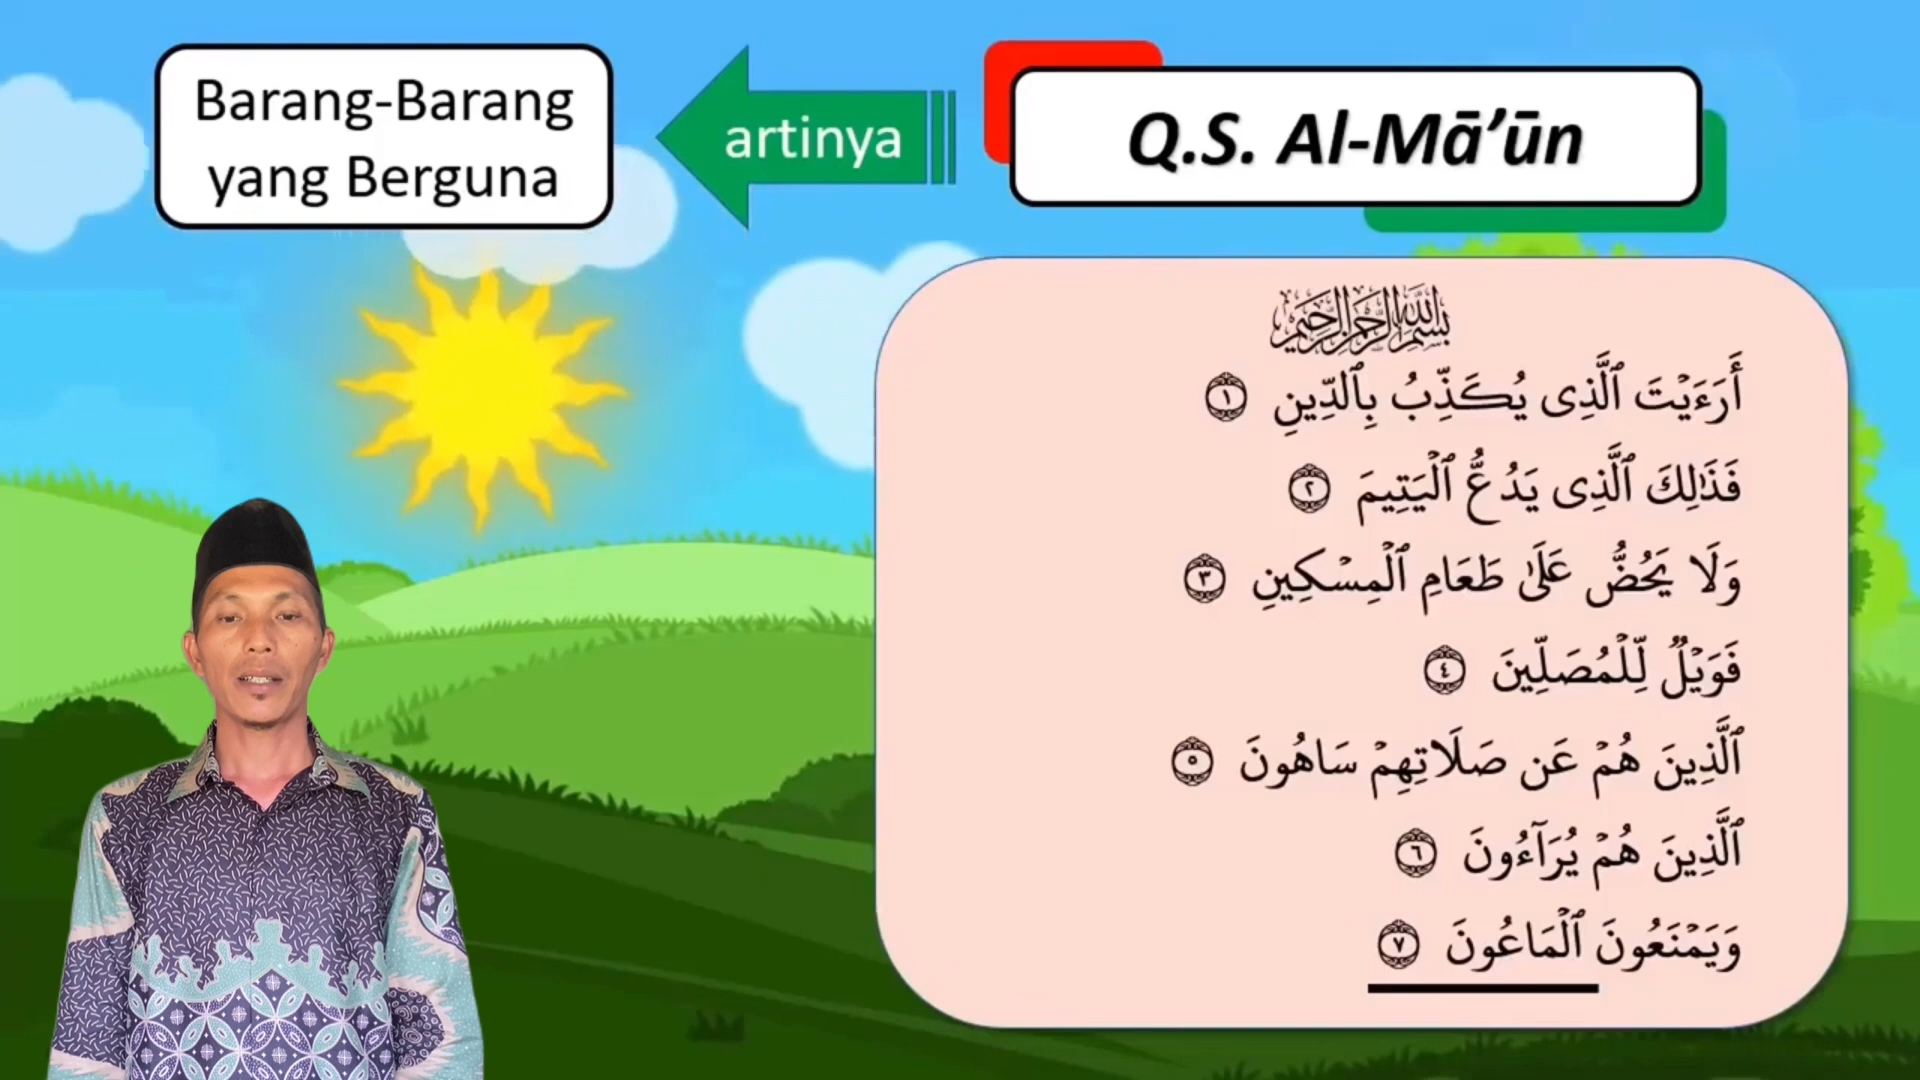 Barang-Barang
yang Berguna
artinya
Q.S. Al-Mā’ūn
بِسْمِ اللَّهِ الرَّحْمَٰنِ الرَّحِيمِ
أَرَءَيْتَ ٱلَّذِى يُكَذِّبُ بِٱلدِّينِ ١
فَذَٰلِكَ ٱلَّذِى يَدُعُّ ٱلْيَتِيمَ ٢
وَلَا يَحُضُّ عَلَىٰ طَعَامِ ٱلْمِسْكِينِ ٣
فَوَيْلٌ لِّلْمُصَلِّينَ ٤
ٱلَّذِينَ هُمْ عَن صَلَاتِهِمْ سَاهُونَ ٥
ٱلَّذِينَ هُمْ يُرَآءُونَ ٦
وَيَمْنَعُونَ ٱلْمَاعُونَ ٧